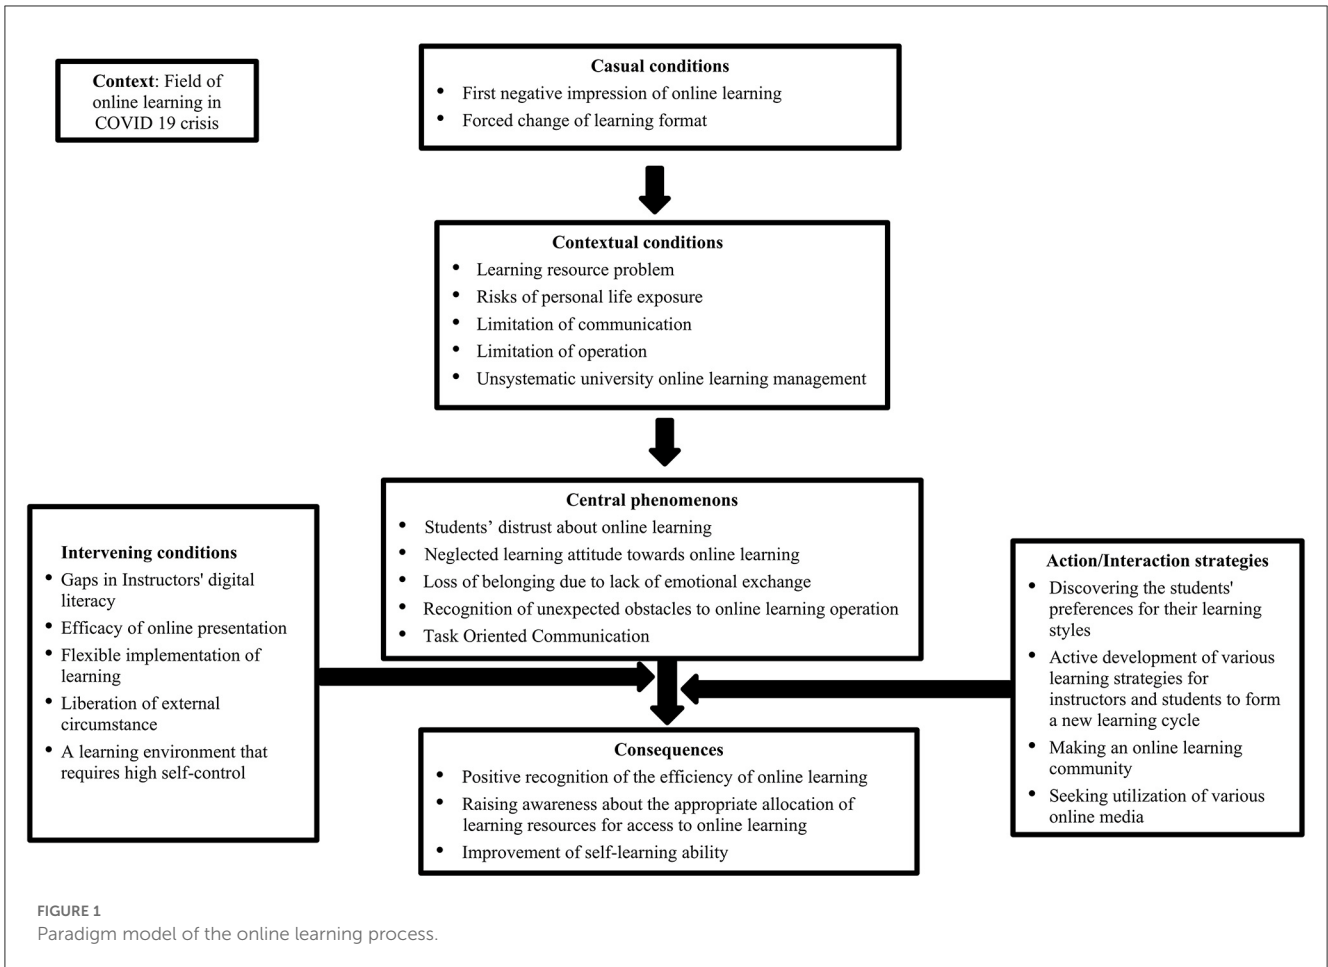 Context: Field of
online learning in
COVID 19 crisis
Casual conditions
• First negative impression of online learning
• Forced change of learning format
Contextual conditions
• Learning resource problem
• Risks of personal life exposure
• Limitation of communication
• Limitation of operation
• Unsystematic university online learning management
Central phenomenons
• Students’ distrust about online learning
• Neglected learning attitude towards online learning
• Loss of belonging due to lack of emotional exchange
• Recognition of unexpected obstacles to online learning operation
• Task Oriented Communication
Intervening conditions
• Gaps in Instructors' digital
literacy
• Efficacy of online presentation
• Flexible implementation of
learning
• Liberation of external
circumstance
• A learning environment that
requires high self-control
Action/Interaction strategies
• Discovering the students'
preferences for their learning
styles
• Active development of various
learning strategies for
instructors and students to form
a new learning cycle
• Making an online learning
community
• Seeking utilization of various
online media
Consequences
• Positive recognition of the efficiency of online learning
• Raising awareness about the appropriate allocation of
learning resources for access to online learning
• Improvement of self-learning ability
FIGURE 1
Paradigm model of the online learning process.